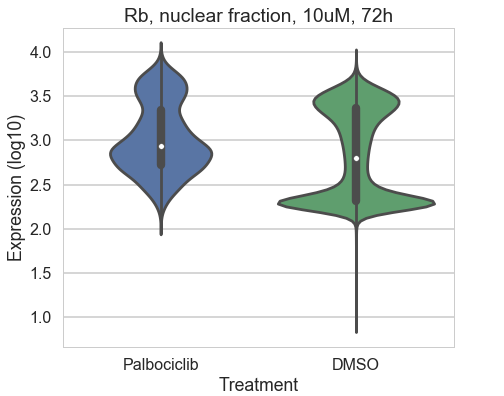 Rb, nuclear fraction, 10uM, 72h
Expression (log10)
4.0
3.5
3.0
2.5
2.0
1.5
1.0
Palbociclib DMSO
Treatment